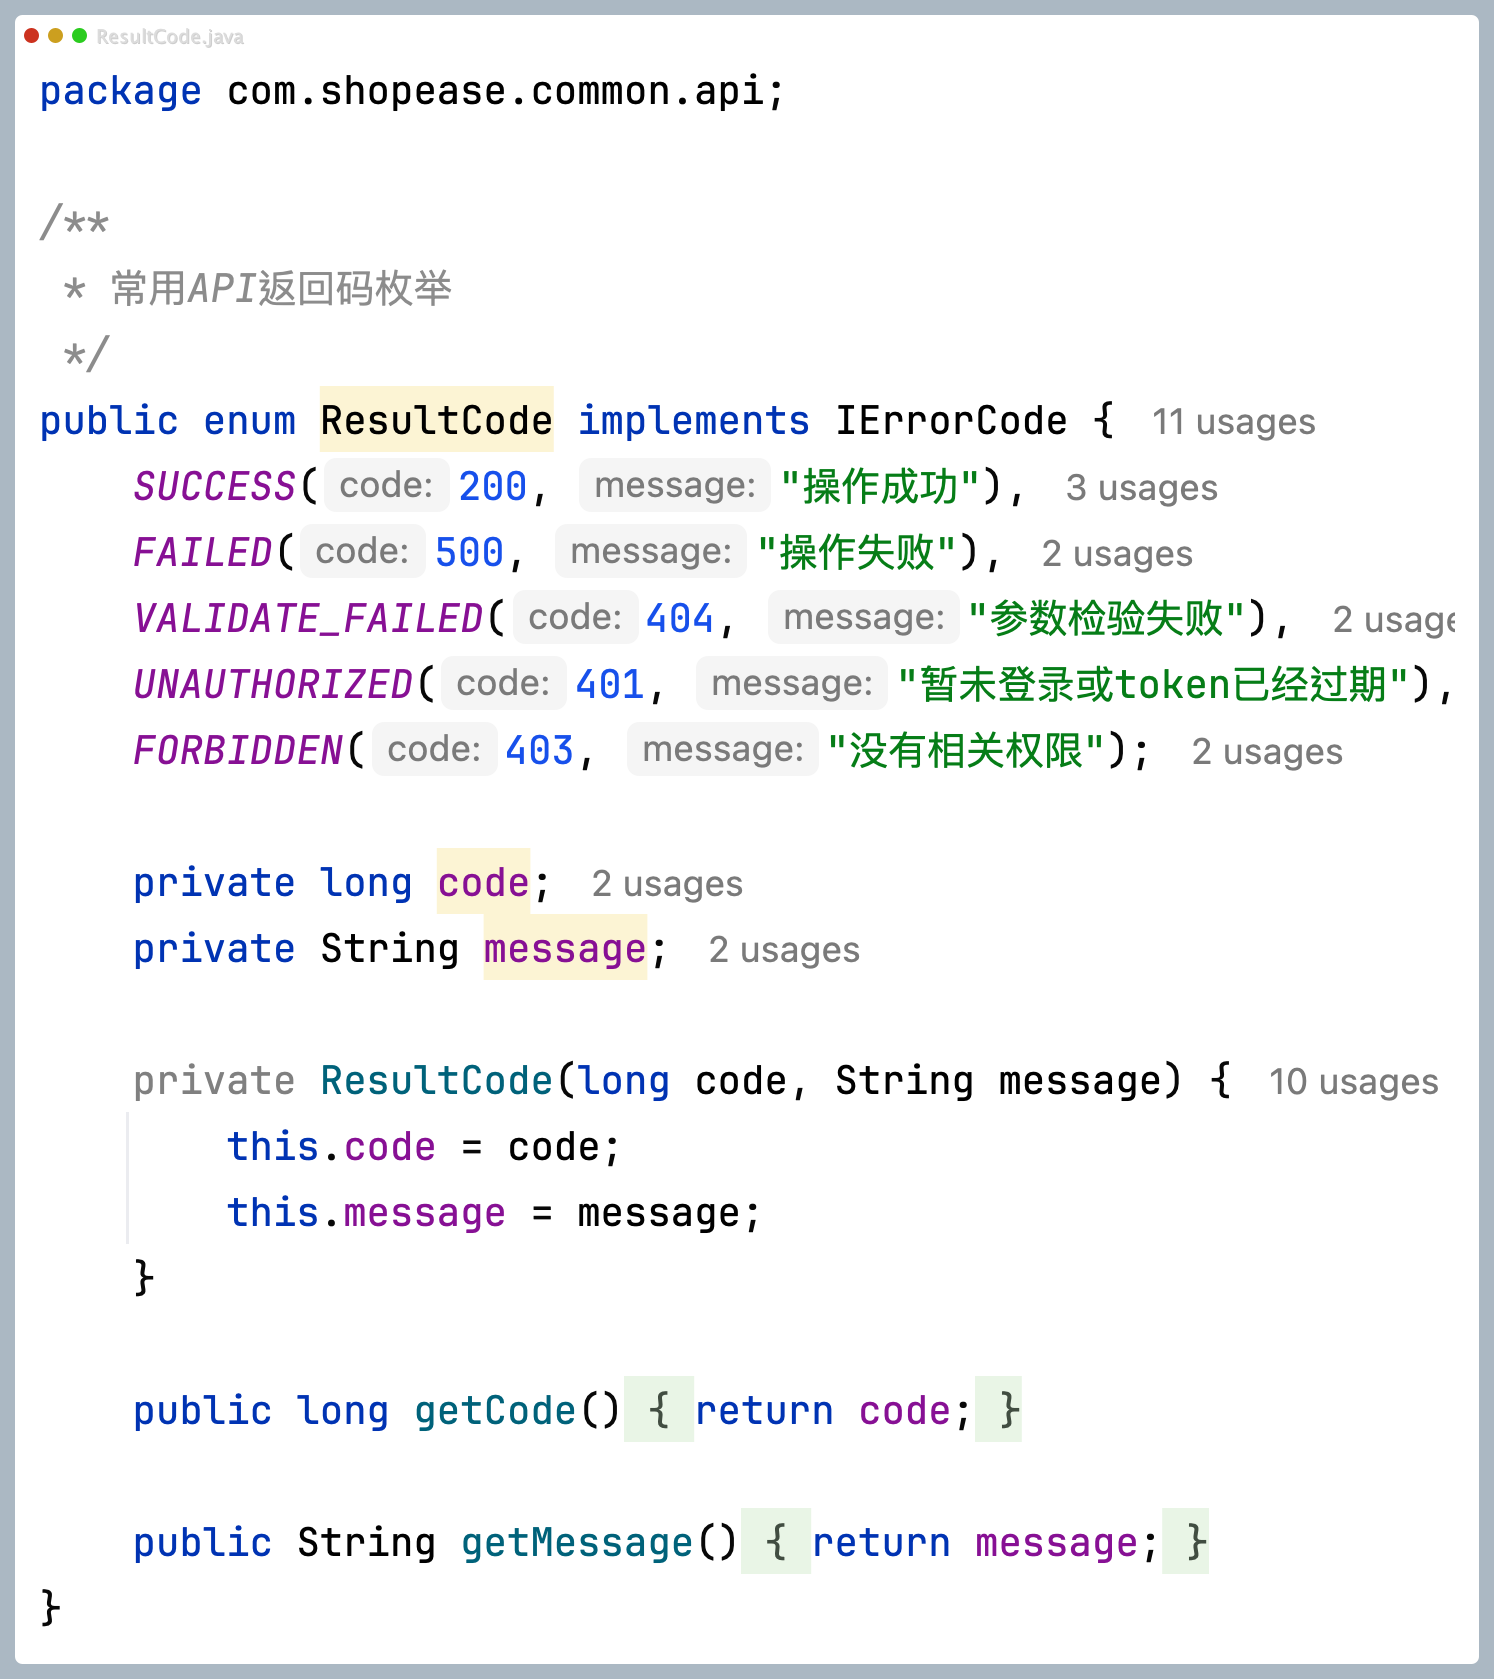 ResultCode.java
package com.shopease.common.api;
/**
 * 常用API返回码枚举
 */
public enum ResultCode implements IErrorCode { 11 usages
    SUCCESS( code: 200, message: "操作成功"), 3 usages
    FAILED( code: 500, message: "操作失败"), 2 usages
    VALIDATE_FAILED( code: 404, message: "参数检验失败"), 2 usage
    UNAUTHORIZED( code: 401, message: "暂未登录或token已经过期"),
    FORBIDDEN( code: 403, message: "没有相关权限"); 2 usages
    private long code; 2 usages
    private String message; 2 usages
    private ResultCode(long code, String message) { 10 usages
        this.code = code;
        this.message = message;
    }
    public long getCode() { return code; }
    public String getMessage() { return message; }
}